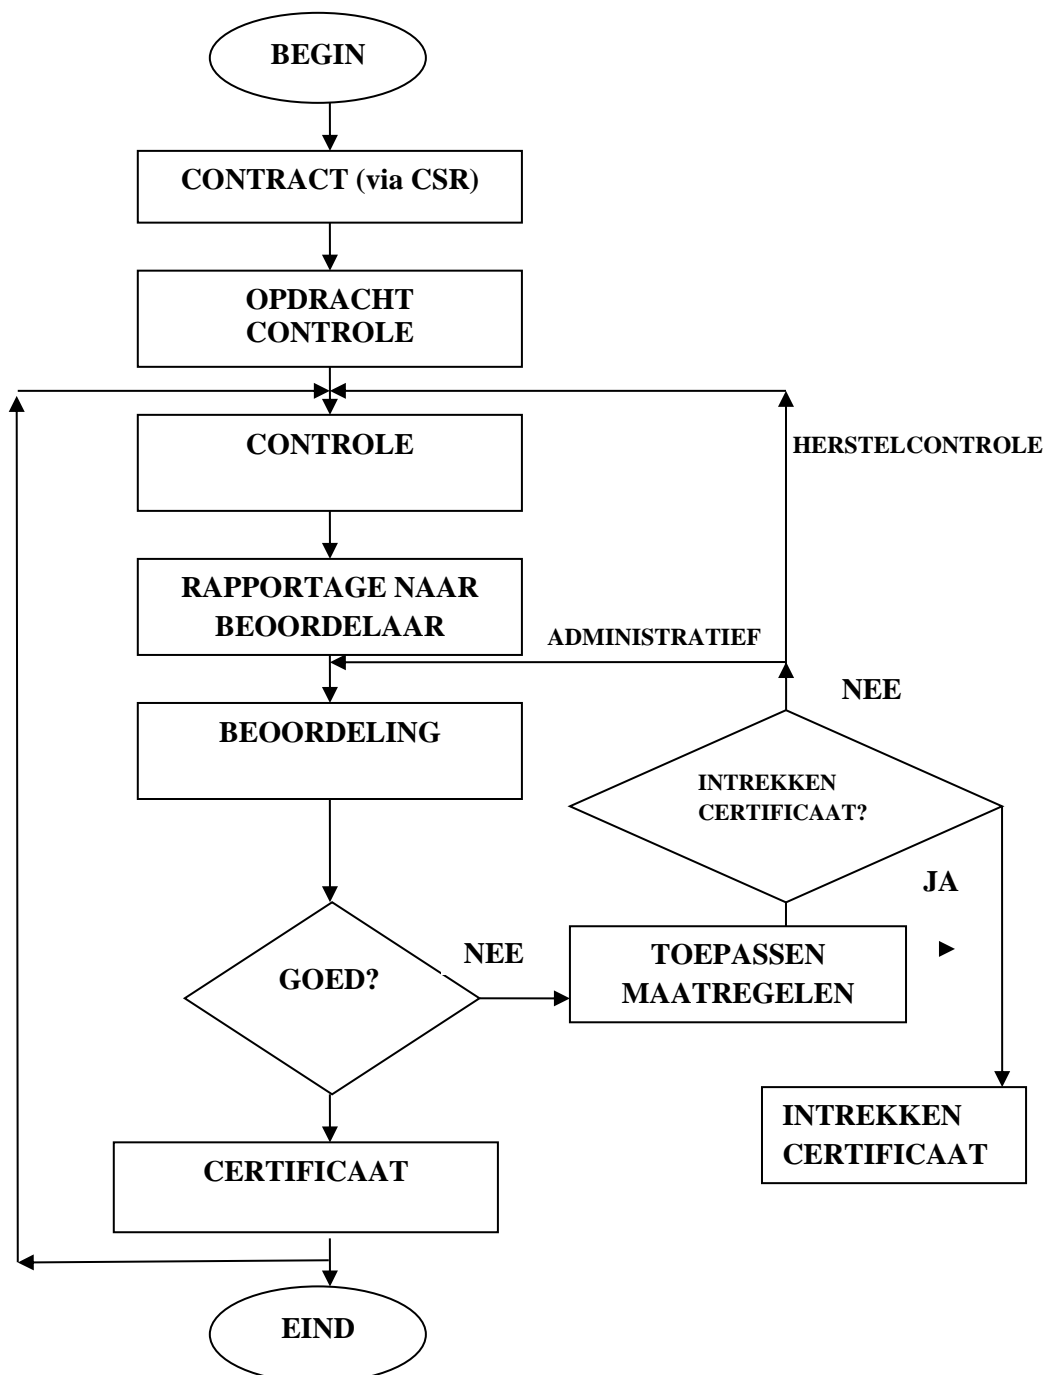 BEGIN
CONTRACT (via CSR)
OPDRACHT
CONTROLE
CONTROLE
HERSTELCONTROLE
RAPPORTAGE NAAR
BEOORDELAAR
ADMINISTRATIEF
NEE
BEOORDELING
INTREKKEN
CERTIFICAAT?
JA
NEE
GOED?
TOEPASSEN
MAATREGELEN
INTREKKEN
CERTIFICAAT
CERTIFICAAT
EIND